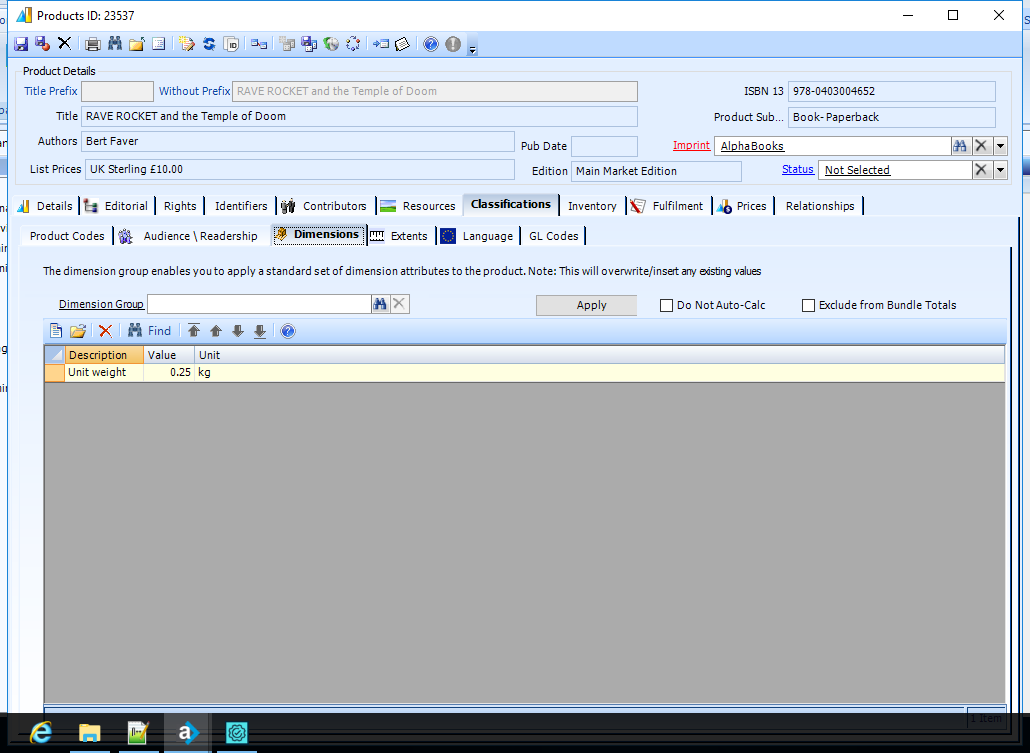 Products ID: 23537
Product Details
Title Prefix Without Prefix RAVE ROCKET and the Temple of Doom ISBN 13 978-0403004652
Title RAVE ROCKET and the Temple of Doom Product Sub... Book- Paperback
Authors Bert Faver Pub Date Imprint AlphaBooks
List Prices UK Sterling £10.00 Edition Main Market Edition Status Not Selected
Details Editorial Rights Identifiers Contributors Resources Classifications Inventory Fulfilment Prices Relationships
Product Codes Audience \ Readership Dimensions Extents Language GL Codes
The dimension group enables you to apply a standard set of dimension attributes to the product. Note: This will overwrite/insert any existing values
Dimension Group Apply Do Not Auto-Calc Exclude from Bundle Totals
Find
Description Value Unit
Unit weight 0.25 kg
1 Item